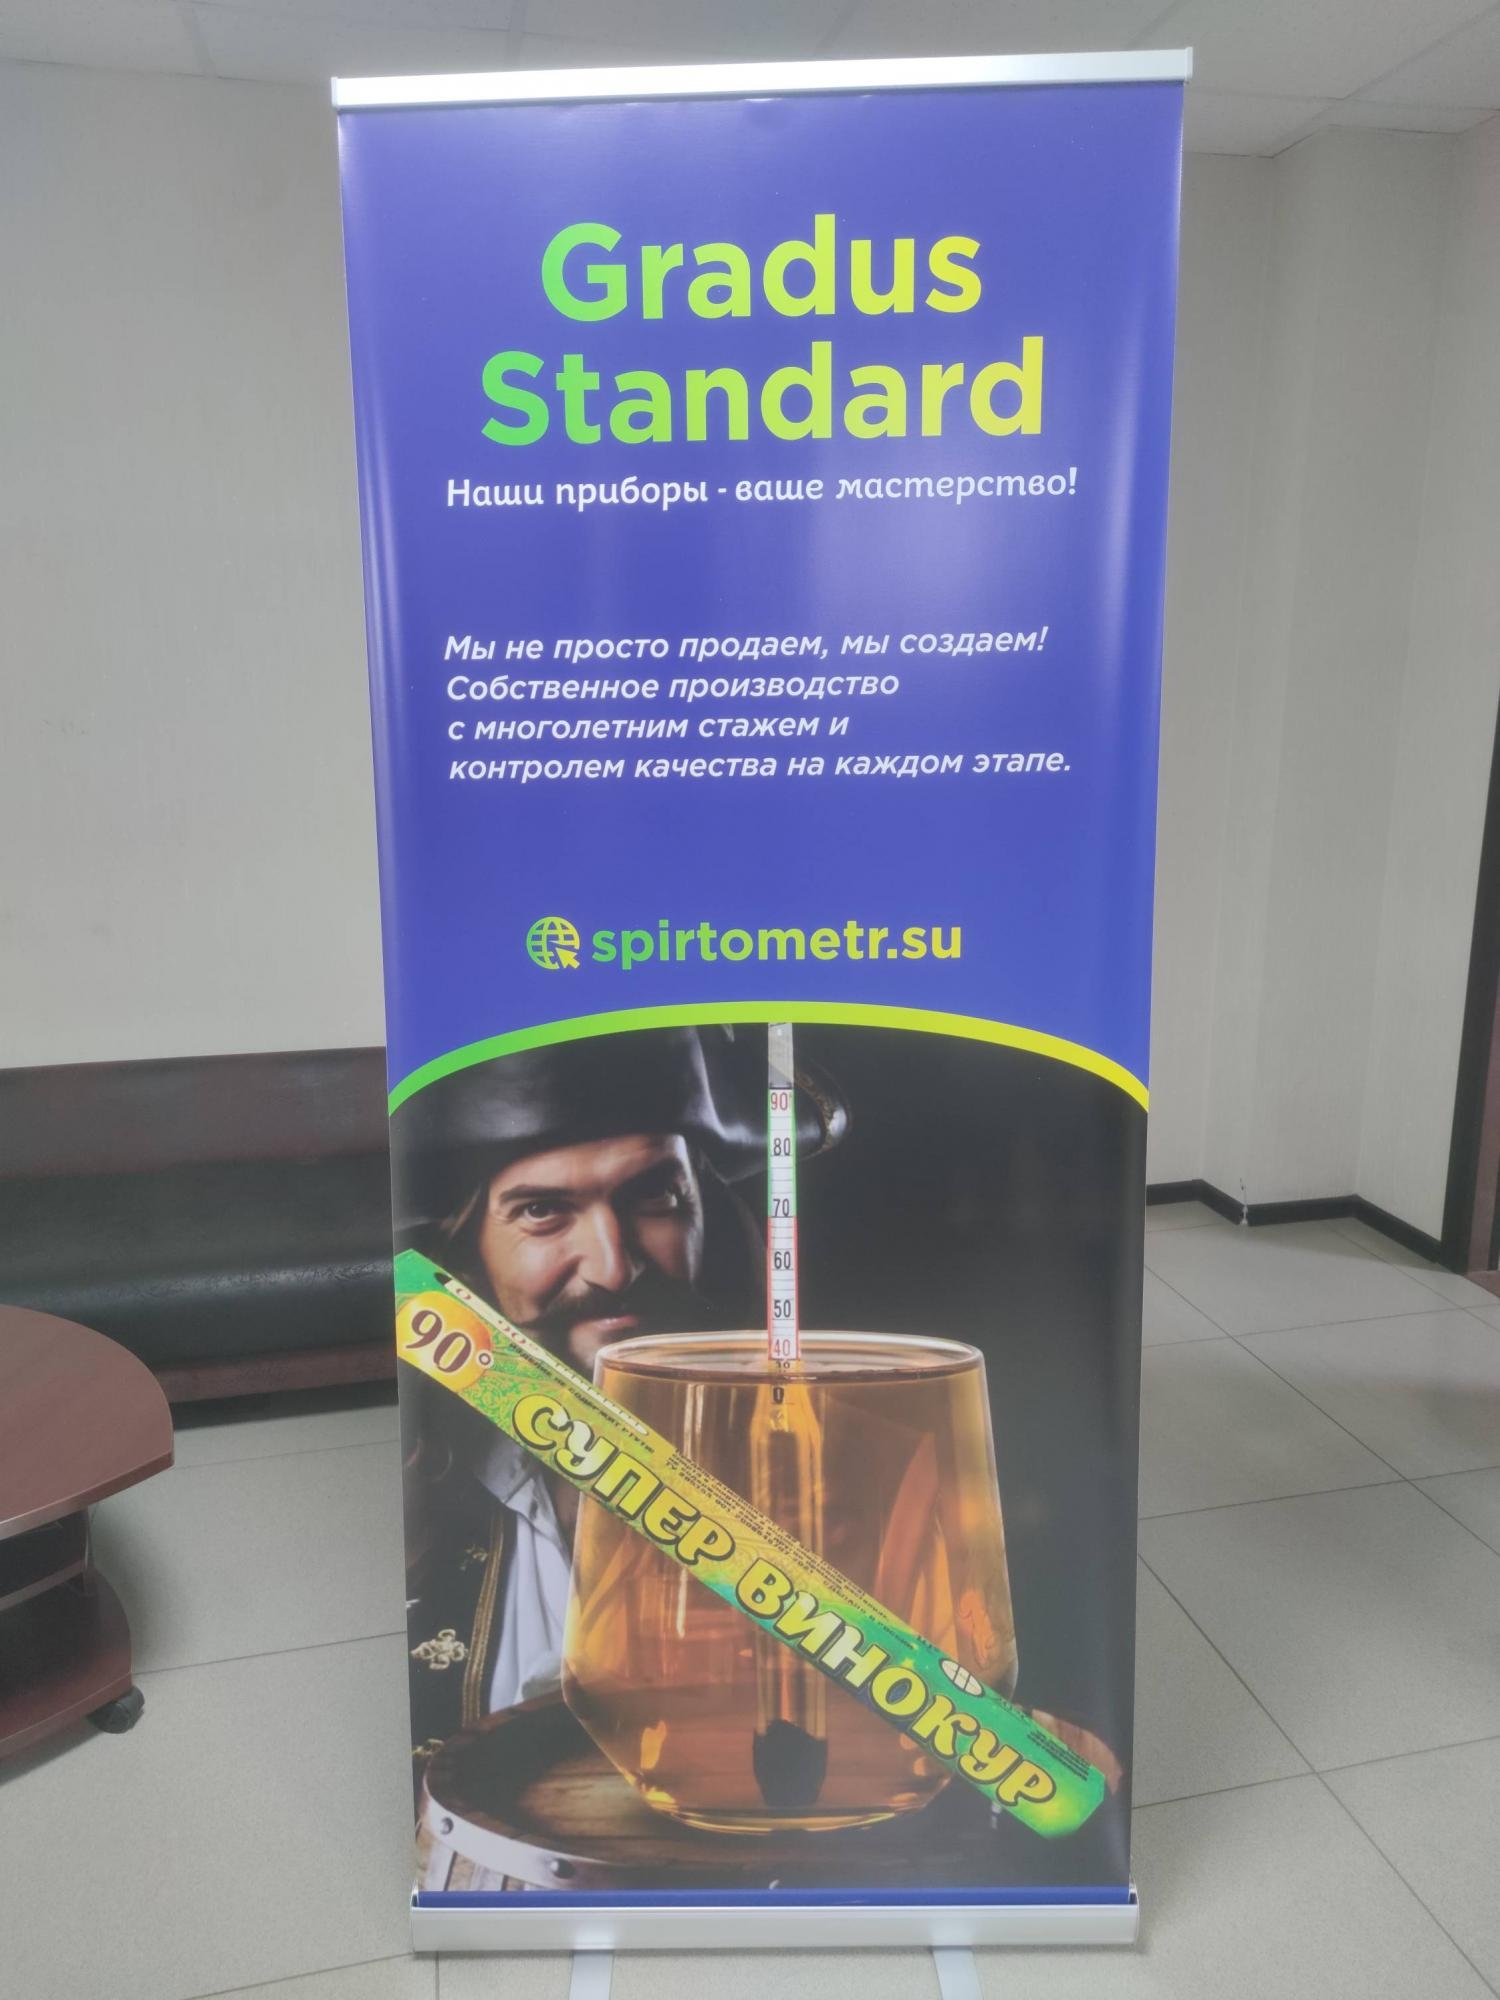 Gradus
Standard
Наши приборы - ваше мастерство!
Мы не просто продаем, мы создаем!
Собственное производство
с многолетним стажем и
контролем качества на каждом этапе.
spirtometr.su
90°
80
70
60
50
40
0
90°
СУПЕР ВИНОКУР